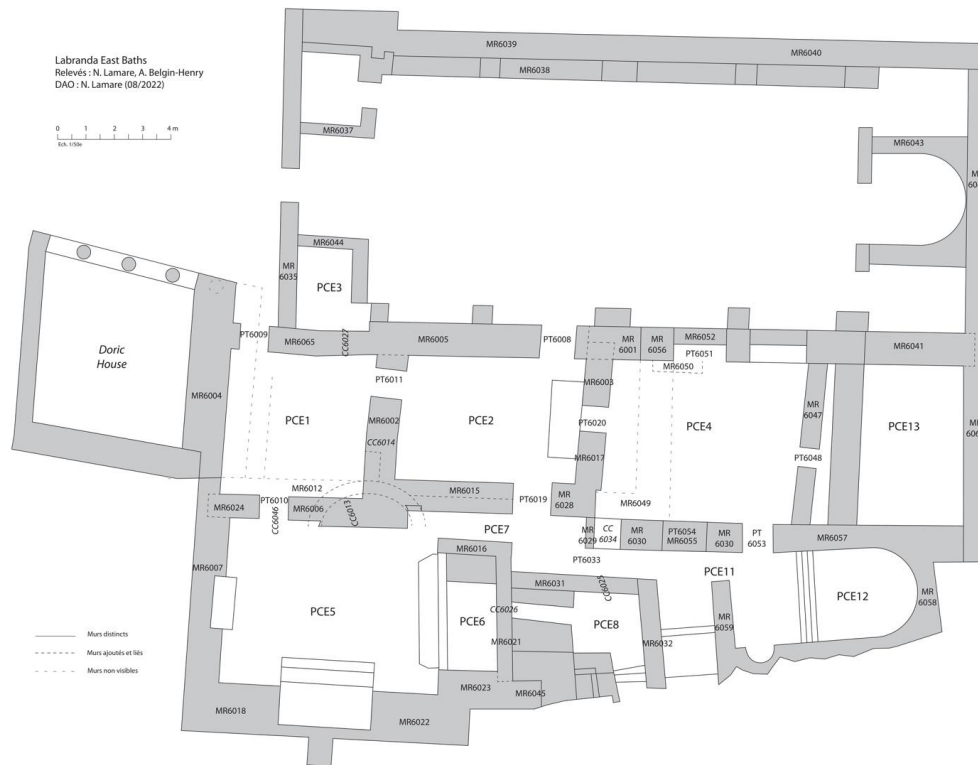 Labranda East Baths
Relevés : N. Lamare, A. Belgin-Henry
DAO : N. Lamare (08/2022)
0 1 2 3 4 m
Ech. 1/50e
MR6039
MR6040
MR6038
MR6037
MR6043
MR6044
MR
6035
PCE3
PT6009
MR6065
CC6027
MR6005
PT6008
MR
6001
MR
6056
MR6052
PT6051
MR6050
MR6041
Doric
House
MR6004
PT6011
MR6003
MR
6047
PCE1
MR6002
PCE2
PT6020
PCE4
PCE13
CC6014
MR6017
PT6048
MR6012
MR6015
MR6024
PT6010
CC6046
MR6006
CC6013
PT6019
MR
6028
MR6049
PCE7
MR
6029
CC
6034
MR
6030
PT6054
MR6055
MR
6030
PT
6053
MR6057
MR6016
PT6033
MR6007
MR6031
CC6025
PCE11
PCE12
MR
6058
PCE5
PCE6
CC6026
PCE8
MR
6059
MR6021
MR6032
Murs distincts
Murs ajoutés et liés
Murs non visibles
MR6023
MR6045
MR6018
MR6022